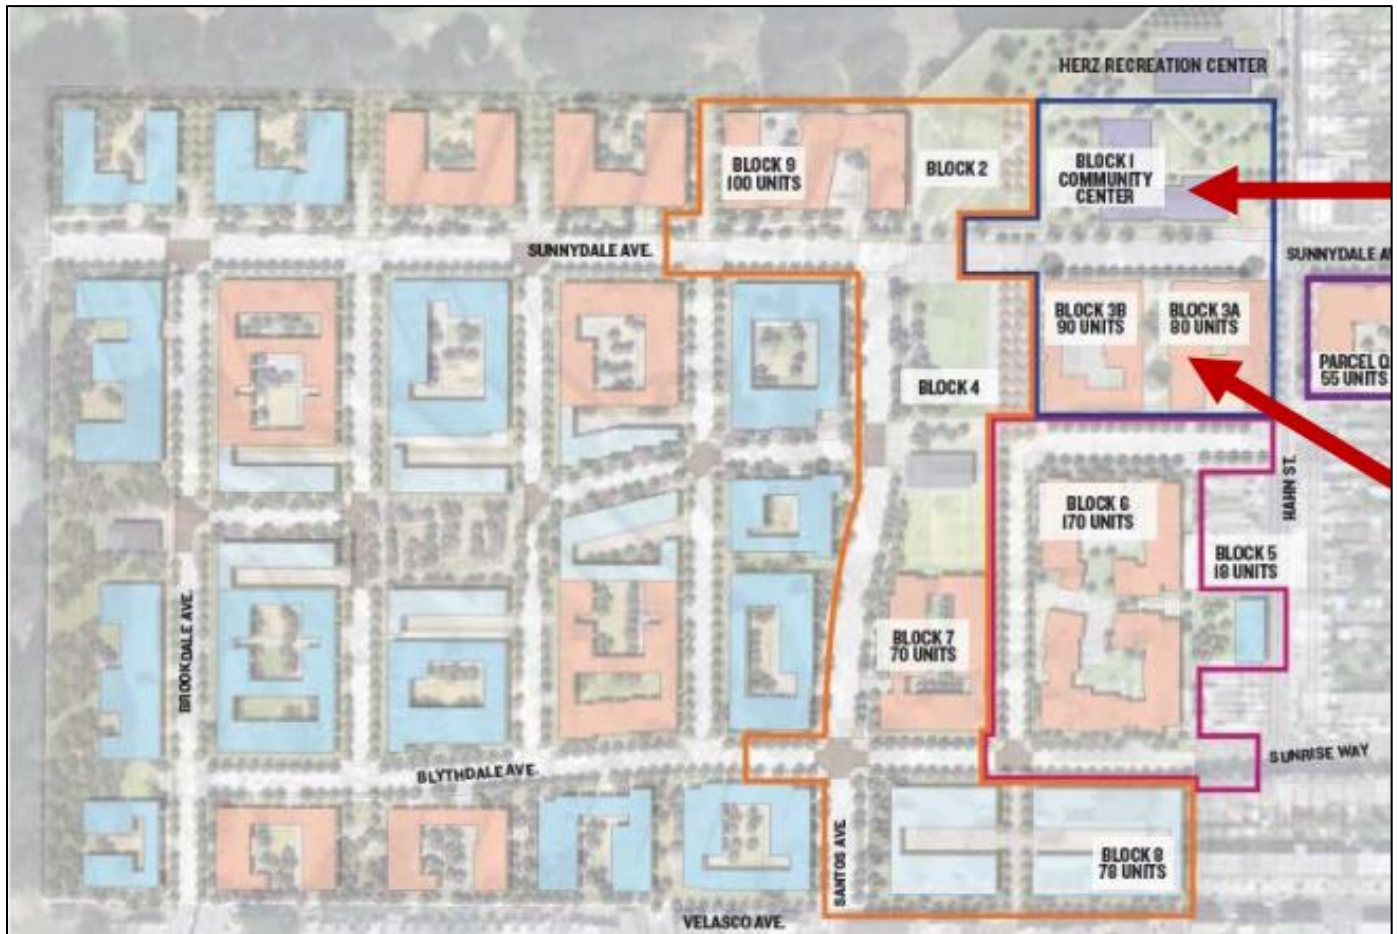 HERZ RECREATION CENTER
BLOCK 9
100 UNITS
BLOCK 2
BLOCK 1
COMMUNITY
CENTER
SUNNYDALE AVE.
SUNNYDALE AV
BLOCK 3B
90 UNITS
BLOCK 3A
80 UNITS
PARCEL Q
55 UNITS
BLOCK 4
HAHN ST.
BLOCK 6
170 UNITS
BLOCK 5
18 UNITS
BROOKDALE AVE.
BLOCK 7
70 UNITS
BLYTHDALE AVE.
SUNRISE WAY
SANTOS AVE.
BLOCK 8
78 UNITS
VELASCO AVE.